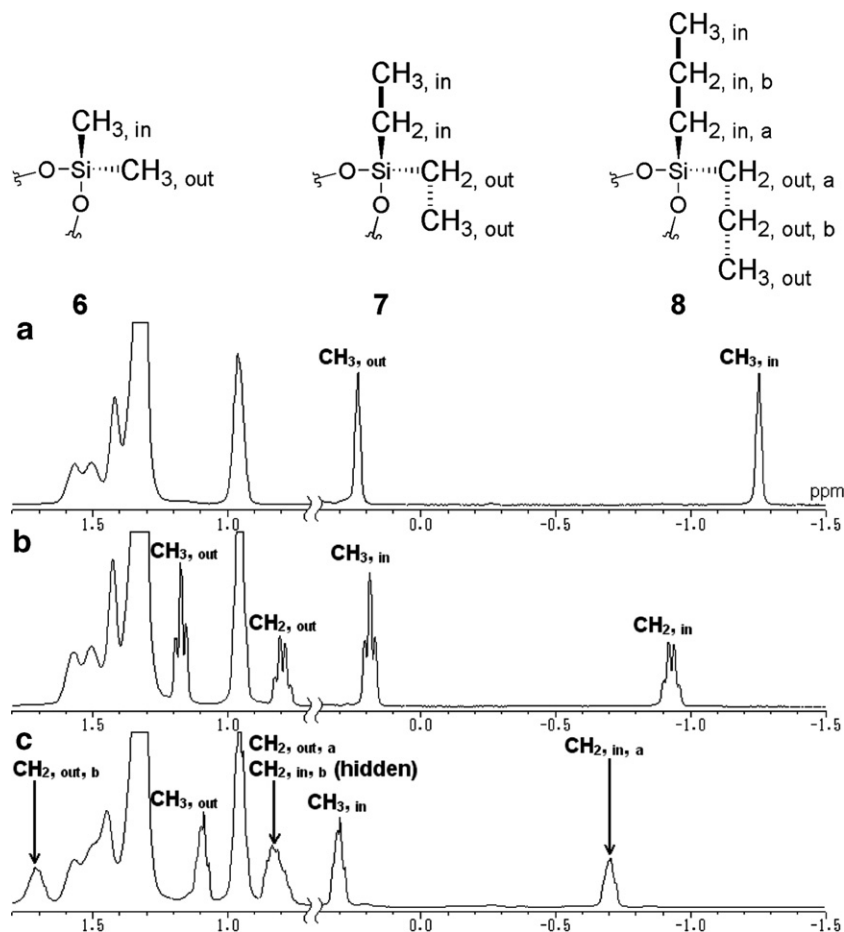 CH3, in
CH3, in
CH2, in, b
CH3, in
CH2, in
CH2, in, a
O Si CH3, out
O
O Si CH2, out
O
CH3, out
O Si CH2, out, a
O
CH2, out, b
CH3, out
6 7 8
a
CH3, out
CH3, in
ppm
1.5 1.0 0.0 -0.5 -1.0 -1.5
b
CH3, out
CH2, out
CH3, in
CH2, in
1.5 1.0 0.0 -0.5 -1.0 -1.5
c
CH2, out, b
CH3, out
CH2, out, a
CH2, in, b (hidden)
CH3, in
CH2, in, a
1.5 1.0 0.0 -0.5 -1.0 -1.5